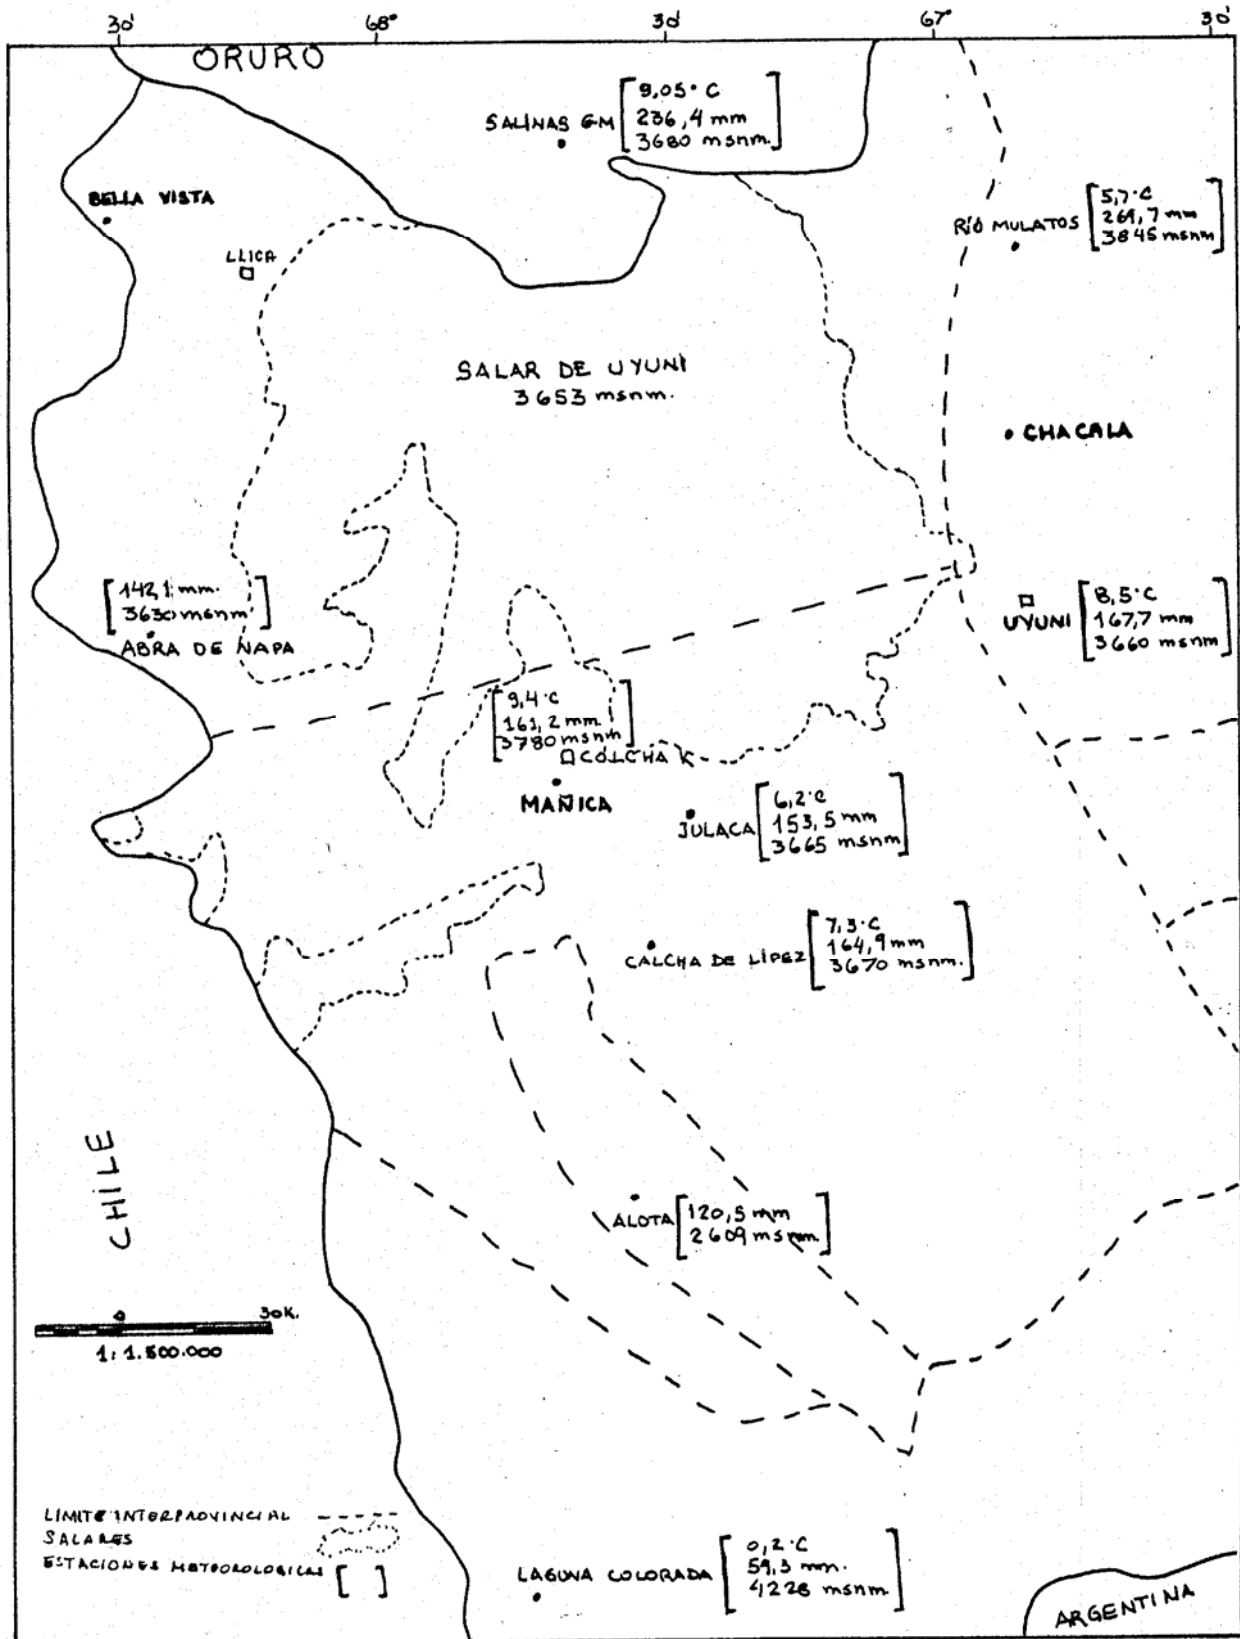 30' 68° 30' 67° 30'
ORURO
SALINAS GM
9,05°C
236,4 mm
3680 msnm.
BELLA VISTA
LLICA
RÍO MULATOS
5,7°C
269,7 mm
3845 msnm
SALAR DE UYUNI
3653 msnm.
CHACALA
142,1 mm.
3630 msnm
ABRA DE NAPA
UYUNI
8,5°C
167,7 mm
3660 msnm
9,4°C
161,2 mm.
3780 msnm
COLCHA K
MAÑICA
JULACA
6,2°C
153,5 mm
3665 msnm
CALCHA DE LÍPEZ
7,3°C
164,9 mm
3670 msnm.
CHILE
ALOTA
120,5 mm
2609 msnm.
0 30K.
1:1.500.000
LIMITE INTERPROVINCIAL
SALARES
ESTACIONES METEOROLOGICAS [ ]
LAGUNA COLORADA
0,2°C
59,3 mm.
4228 msnm
ARGENTINA